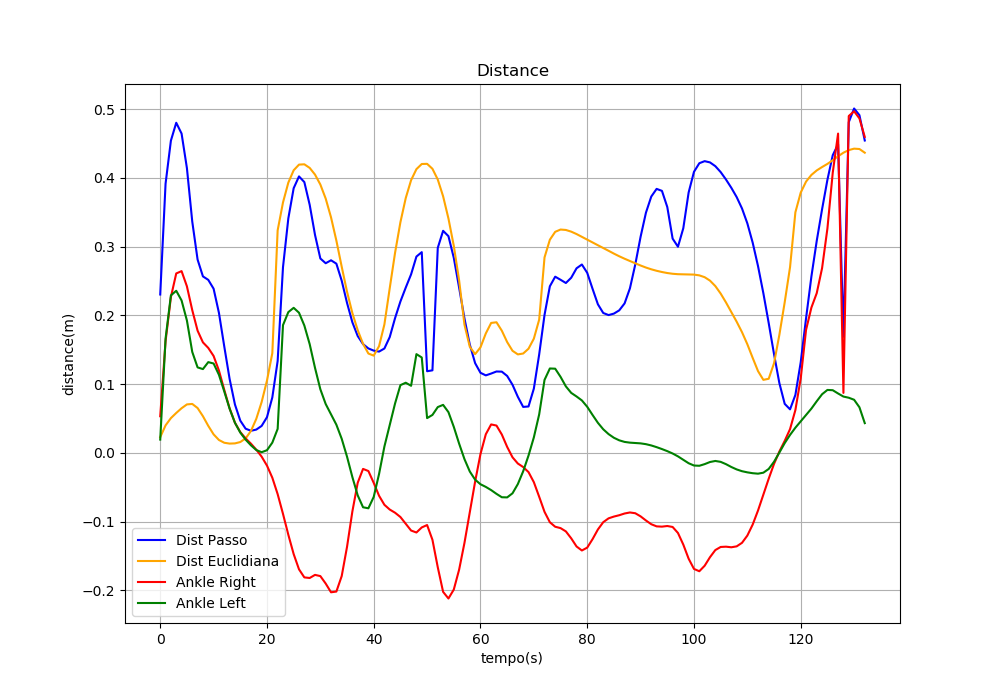 Distance
distance(m)
0.5
0.4
0.3
0.2
0.1
0.0
−0.1
−0.2
Dist Passo
Dist Euclidiana
Ankle Right
Ankle Left
0 20 40 60 80 100 120
tempo(s)